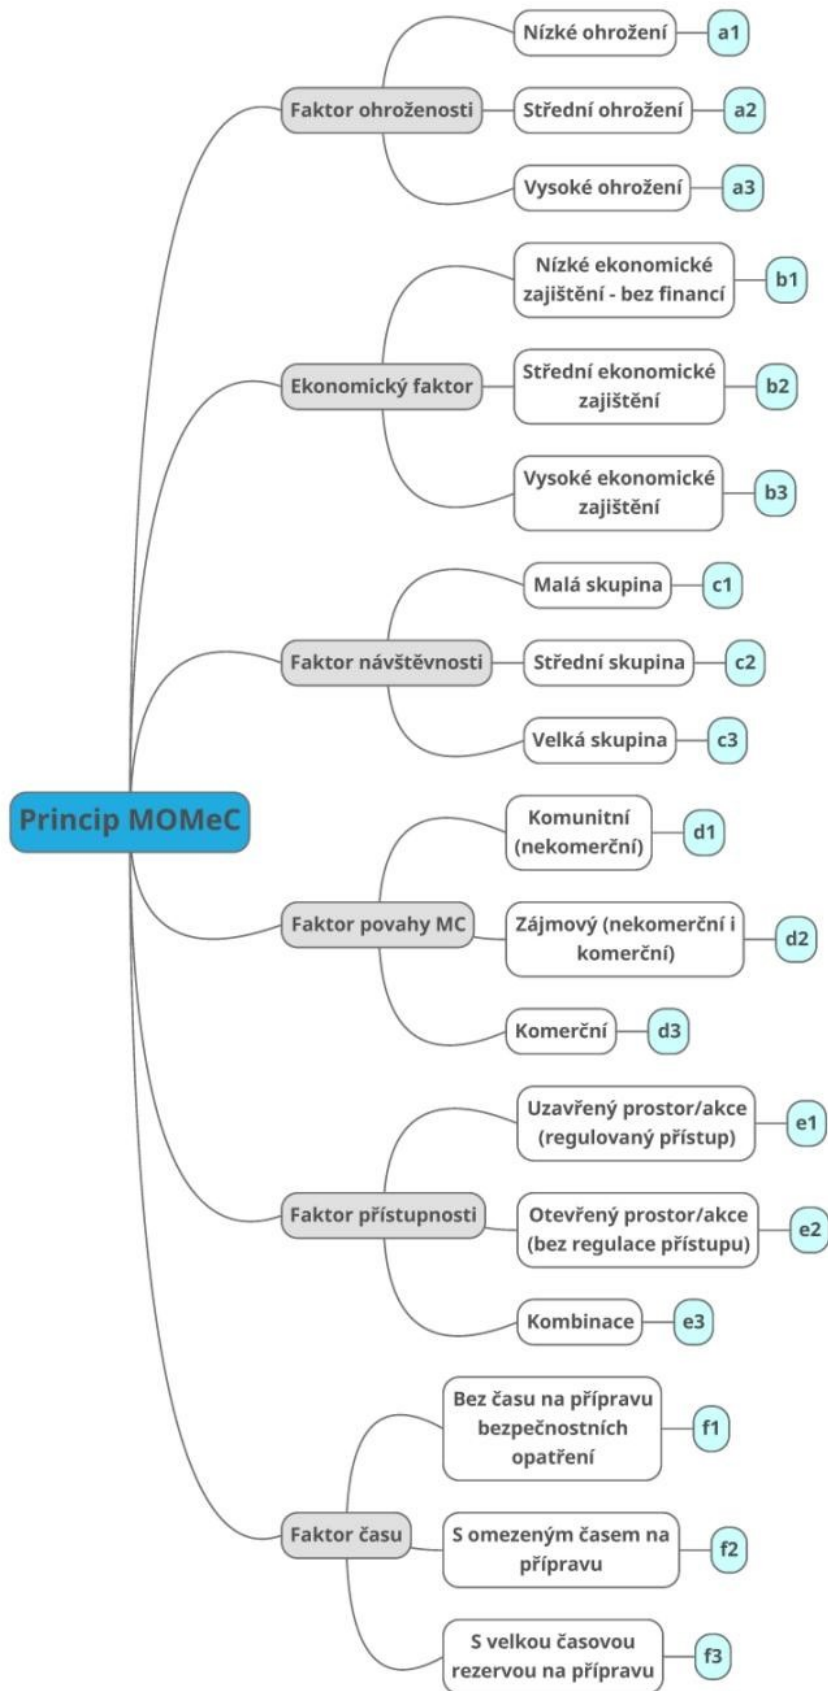 Princip MOMeC
Faktor ohroženosti
Nízké ohrožení
a1
Střední ohrožení
a2
Vysoké ohrožení
a3
Ekonomický faktor
Nízké ekonomické
zajištění - bez financí
b1
Střední ekonomické
zajištění
b2
Vysoké ekonomické
zajištění
b3
Faktor návštěvnosti
Malá skupina
c1
Střední skupina
c2
Velká skupina
c3
Faktor povahy MC
Komunitní
(nekomerční)
d1
Zájmový (nekomerční i
komerční)
d2
Komerční
d3
Faktor přístupnosti
Uzavřený prostor/akce
(regulovaný přístup)
e1
Otevřený prostor/akce
(bez regulace přístupu)
e2
Kombinace
e3
Faktor času
Bez času na přípravu
bezpečnostních
opatření
f1
S omezeným časem na
přípravu
f2
S velkou časovou
rezervou na přípravu
f3